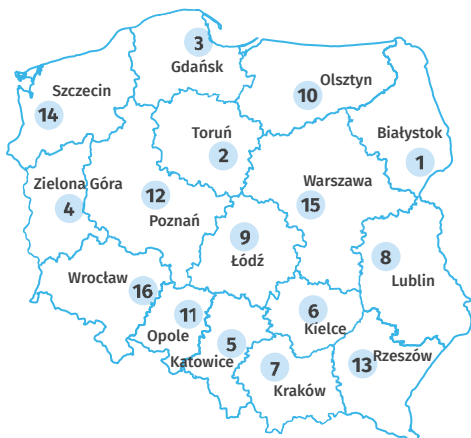 3
Gdańsk
Olsztyn
10
Szczecin
14
Toruń
2
Białystok
1
Zielona Góra
4
12
Poznań
Warszawa
15
9
Łódź
8
Lublin
Wrocław
16
11
Opole
6
Kielce
5
Katowice
7
Kraków
Rzeszów
13